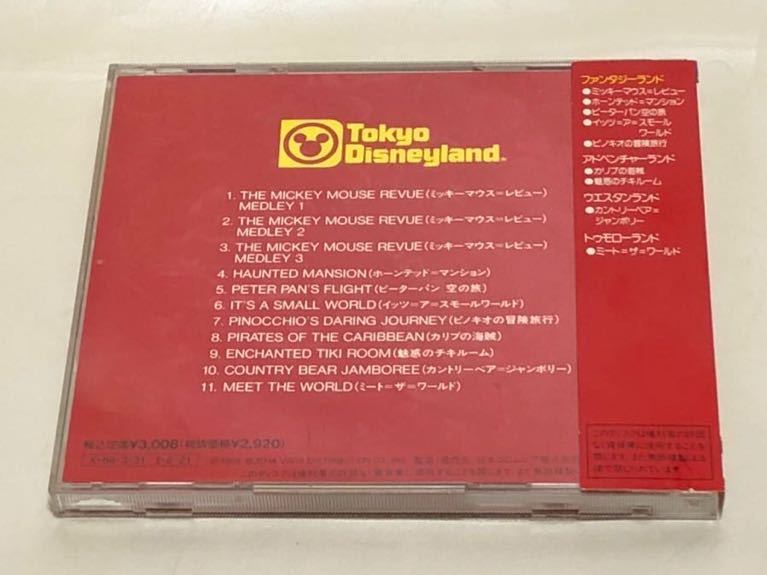 Tokyo
Disneyland®
1. THE MICKEY MOUSE REVUE(ミッキーマウス=レビュー)
MEDLEY 1
2. THE MICKEY MOUSE REVUE(ミッキーマウス=レビュー)
MEDLEY 2
3. THE MICKEY MOUSE REVUE(ミッキーマウス=レビュー)
MEDLEY 3
4. HAUNTED MANSION(ホーンテッド=マンション)
5. PETER PAN'S FLIGHT(ピーターパン 空の旅)
6. IT'S A SMALL WORLD(イッツ=ア=スモールワールド)
7. PINOCCHIO'S DARING JOURNEY(ピノキオの冒険旅行)
8. PIRATES OF THE CARIBBEAN(カリブの海賊)
9. ENCHANTED TIKI ROOM(魅惑のチキルーム)
10. COUNTRY BEAR JAMBOREE(カントリーベア=ジャンボリー)
11. MEET THE WORLD(ミート=ザ=ワールド)
税込定価¥3,008(税抜価格¥2,920)
ファンタジーランド
●ミッキーマウス=レビュー
●ホーンテッド=マンション
●ピーターパン空の旅
●イッツ=ア=スモール
ワールド
●ピノキオの冒険旅行
アドベンチャーランド
●カリブの海賊
●魅惑のチキルーム
ウエスタンランド
●カントリーベア=
ジャンボリー
トゥモローランド
●ミート=ザ=ワールド